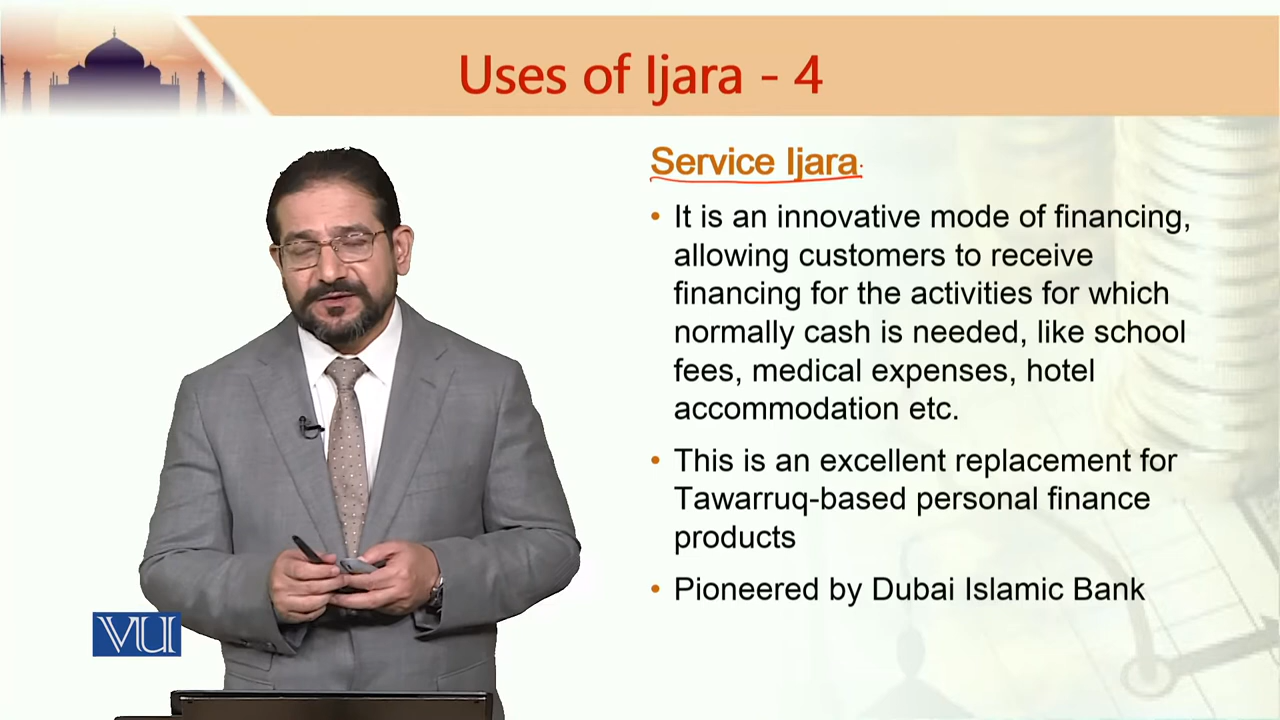 Uses of Ijara - 4
Service Ijara
• It is an innovative mode of financing,
allowing customers to receive
financing for the activities for which
normally cash is needed, like school
fees, medical expenses, hotel
accommodation etc.
• This is an excellent replacement for
Tawarruq-based personal finance
products
• Pioneered by Dubai Islamic Bank
VU